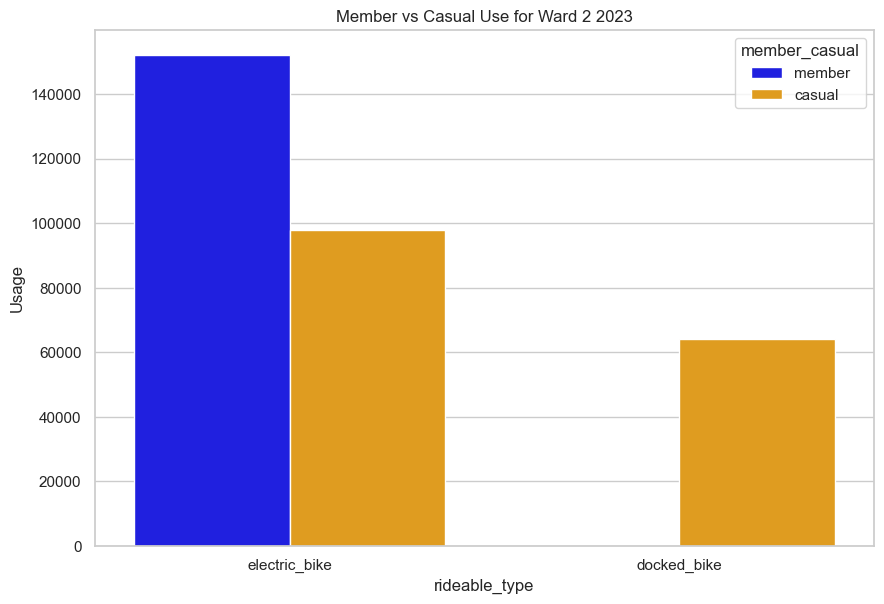 Member vs Casual Use for Ward 2 2023
member_casual
member
casual
140000
120000
100000
80000
60000
40000
20000
0
Usage
electric_bike
docked_bike
rideable_type